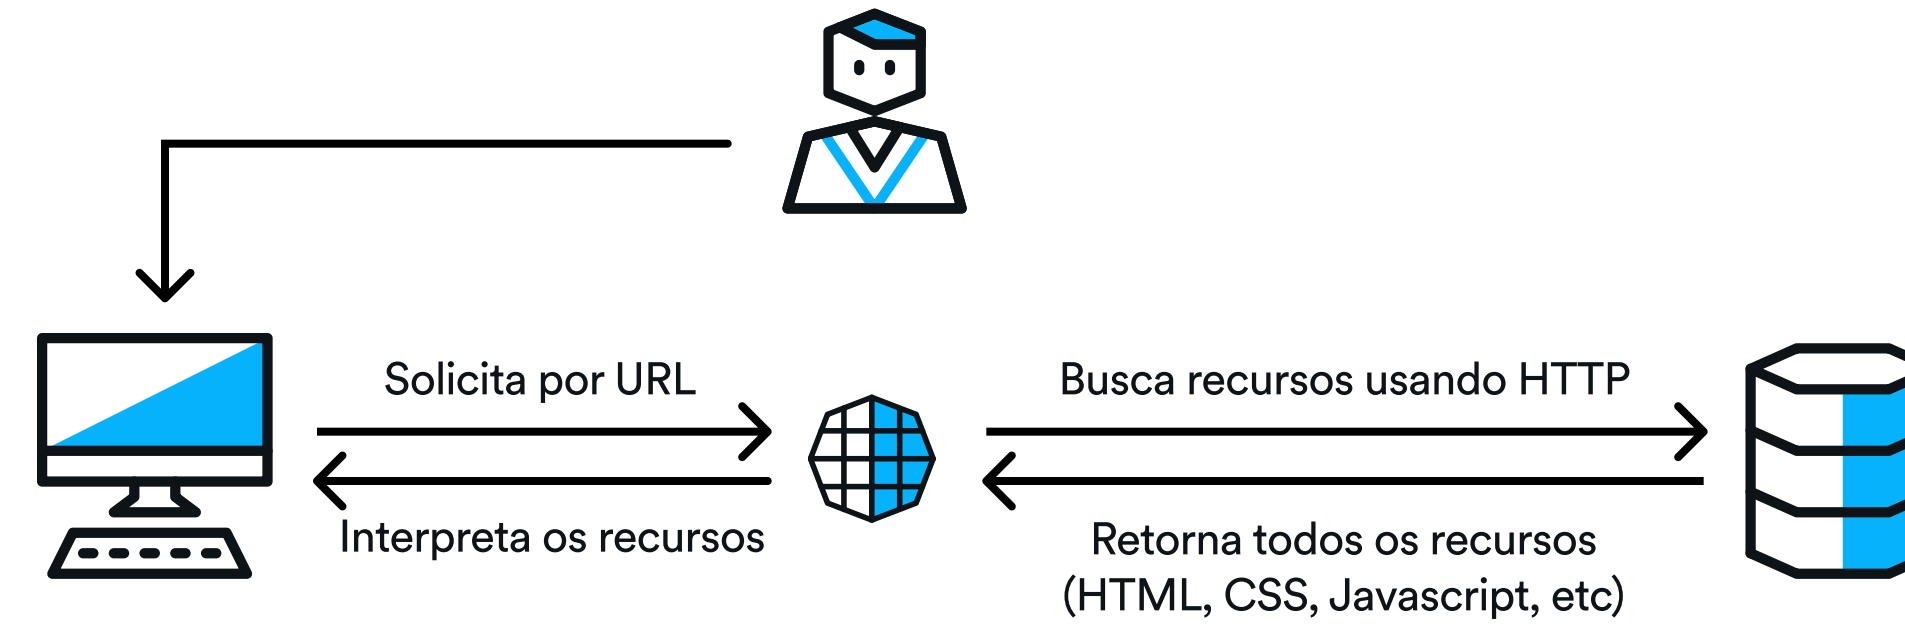 Solicita por URL
Interpreta os recursos
Busca recursos usando HTTP
Retorna todos os recursos
(HTML, CSS, Javascript, etc)